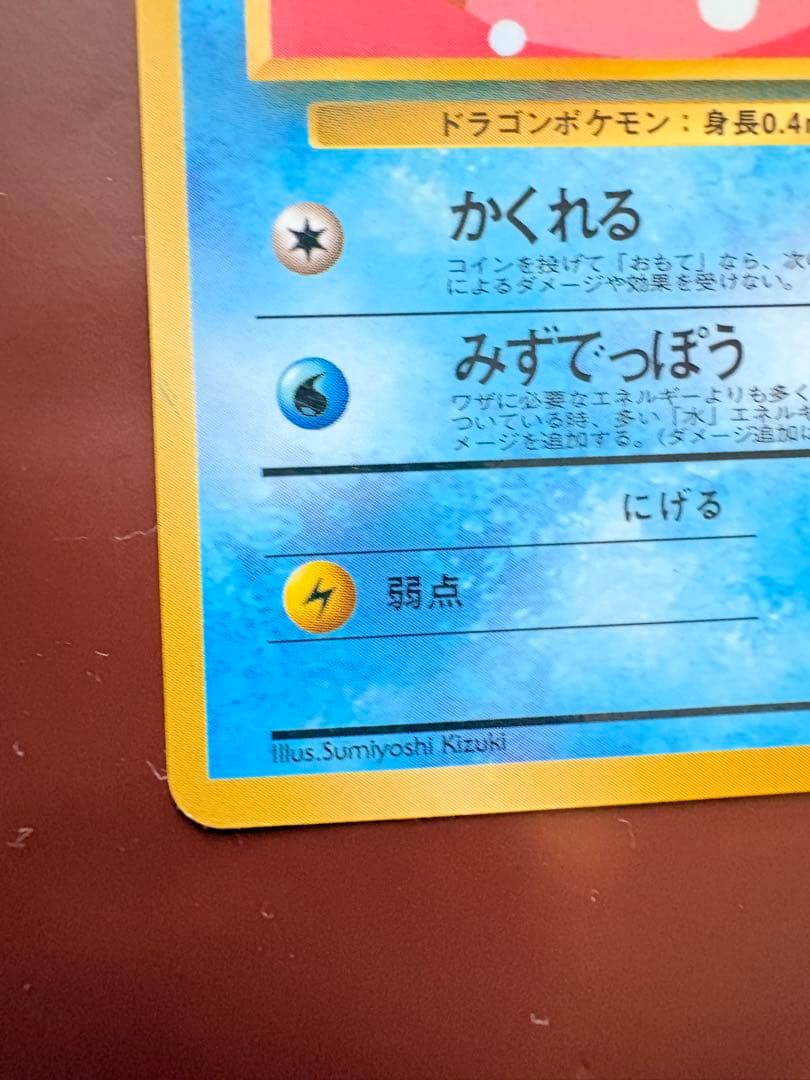 ドラゴンポケモン：身長0.4m
かくれる
コインを投げて「おもて」なら、次
によるダメージや効果を受けない。
みずでっぽう
ワザに必要なエネルギーよりも多く
ついている時、多い「水」エネルギ
メージを追加する。(ダメージ追加は
にげる
弱点
Illus.Sumiyoshi Kizuki